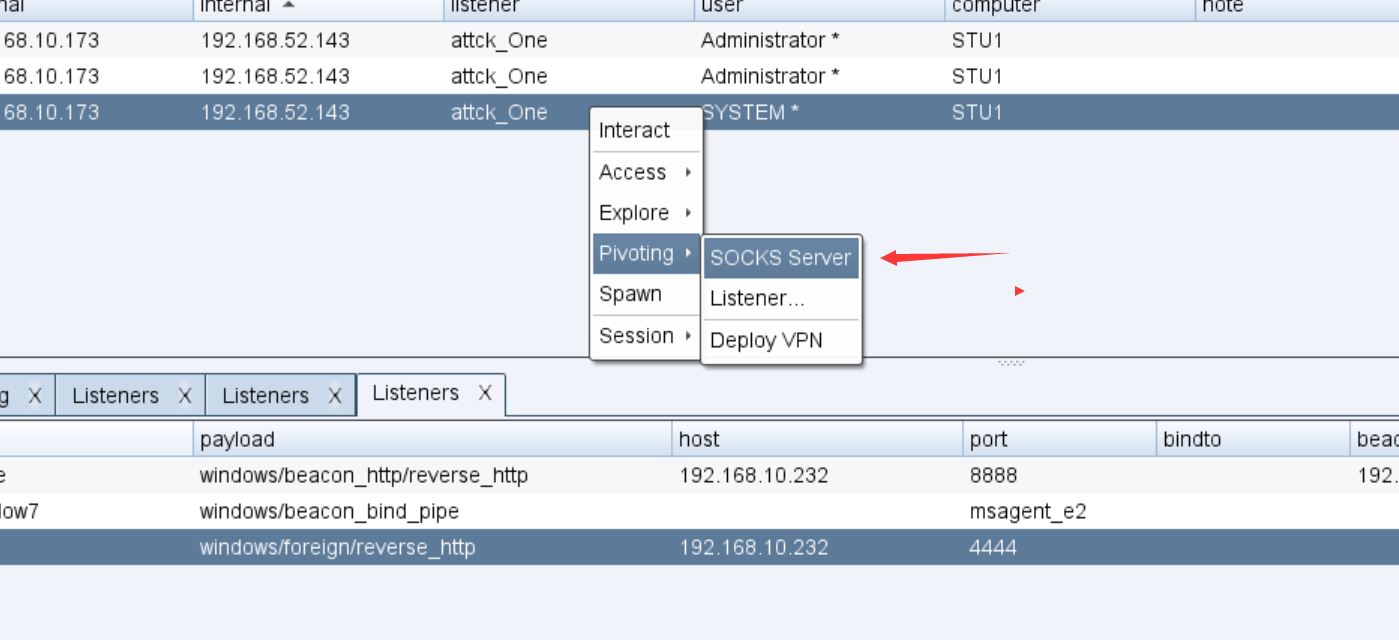 internal listener user computer note
68.10.173 192.168.52.143 attck_One Administrator * STU1
68.10.173 192.168.52.143 attck_One Administrator * STU1
68.10.173 192.168.52.143 attck_One SYSTEM * STU1
Interact
Access
Explore
Pivoting
Spawn
Session
SOCKS Server
Listener...
Deploy VPN
g X Listeners X Listeners X Listeners X
payload host port bindto beac
e windows/beacon_http/reverse_http 192.168.10.232 8888 192.
low7 windows/beacon_bind_pipe msagent_e2
windows/foreign/reverse_http 192.168.10.232 4444